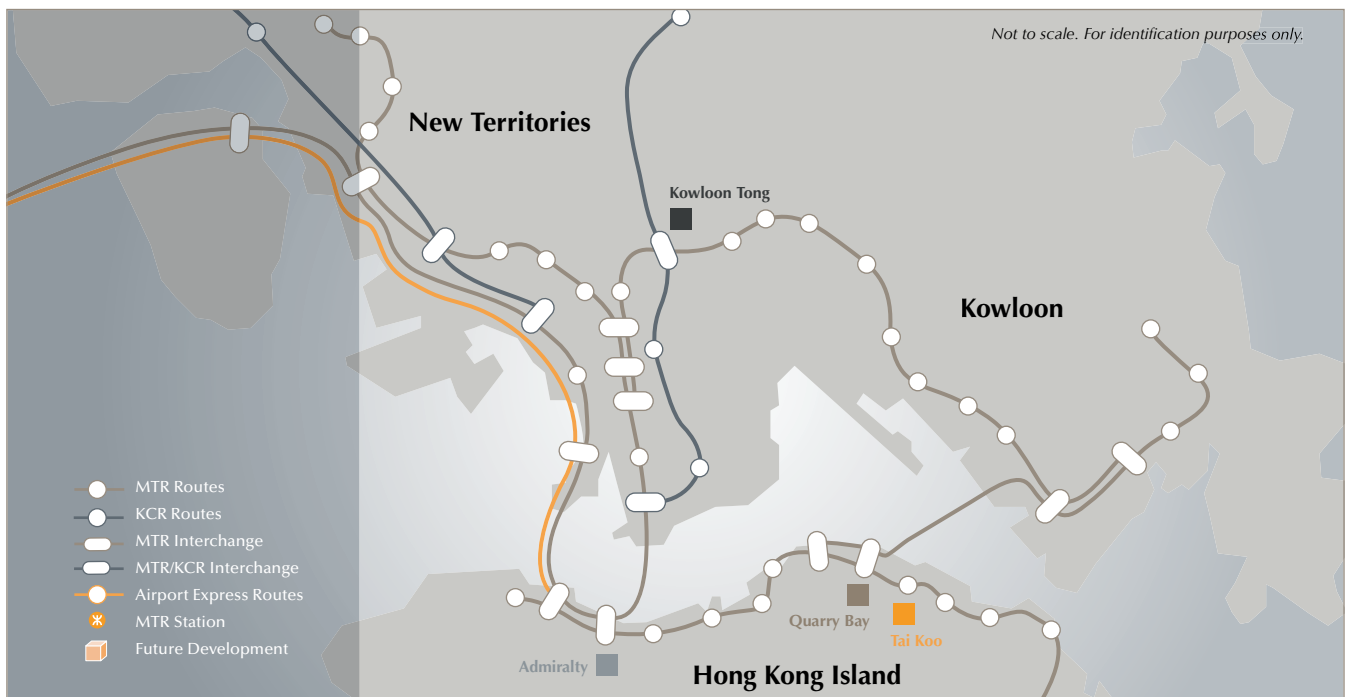 Not to scale. For identification purposes only.
New Territories
Kowloon Tong
Kowloon
MTR Routes
KCR Routes
MTR Interchange
MTR/KCR Interchange
Airport Express Routes
MTR Station
Future Development
Quarry Bay
Tai Koo
Admiralty
Hong Kong Island